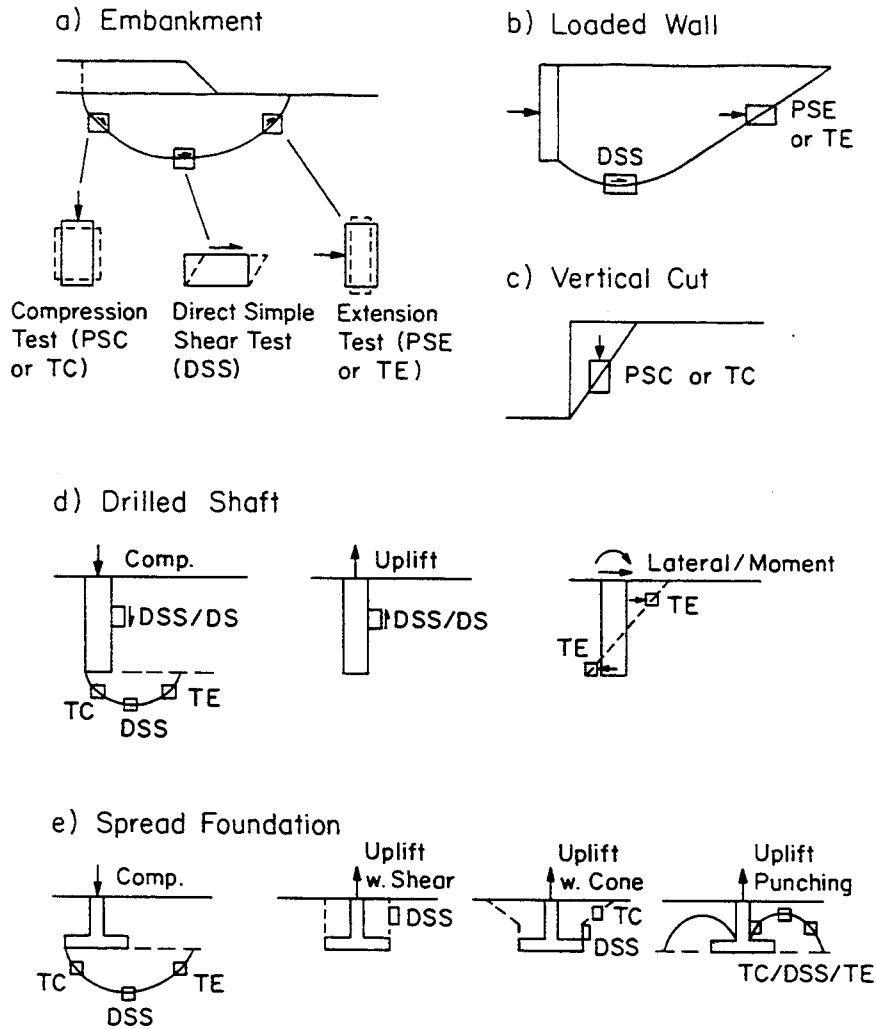 a) Embankment
Compression
Test (PSC
or TC)
Direct Simple
Shear Test
(DSS)
Extension
Test (PSE
or TE)
b) Loaded Wall
DSS
PSE
or TE
c) Vertical Cut
PSC or TC
d) Drilled Shaft
Comp.
DSS/DS
TC
DSS
TE
Uplift
DSS/DS
Lateral/Moment
TE
TE
e) Spread Foundation
Comp.
TC
DSS
TE
Uplift
w. Shear
DSS
Uplift
w. Cone
TC
DSS
Uplift
Punching
TC/DSS/TE